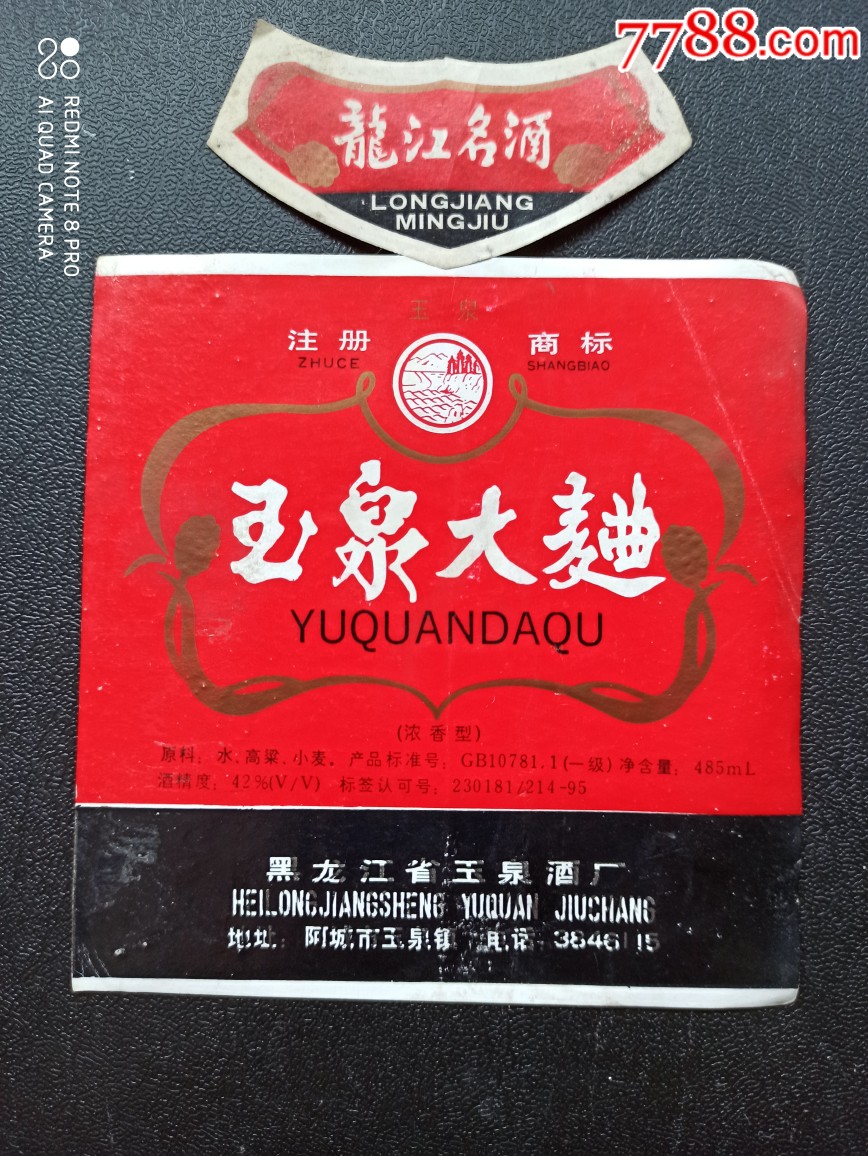 7788.com
REDMI NOTE 8 PRO
AI QUAD CAMERA
龍江名酒
LONGJIANG
MINGJIU
玉泉
注册 商标
ZHUCE SHANGBIAO
玉泉大麯
YUQUANDAQU
(浓香型)
原料: 水、高粱、小麦。产品标准号: GB10781.1(一级) 净含量: 485mL
酒精度: 42%(V/V) 标签认可号: 230181/214-95
黑龙江省玉泉酒厂
HEILONGJIANGSHENG YUQUAN JIUCHANG
地址: 阿城市玉泉镇 电话